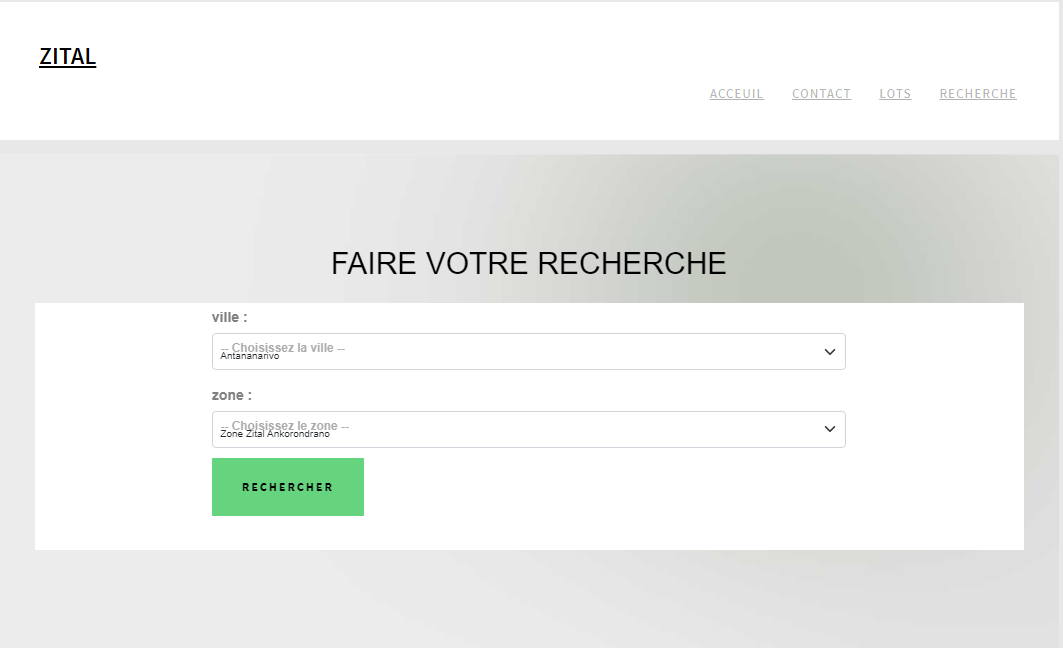 ZITAL
ACCEUIL CONTACT LOTS RECHERCHE
FAIRE VOTRE RECHERCHE
ville :
-- Choisissez la ville --
Antananarivo
zone :
-- Choisissez le zone --
Zone Zital Ankorondrano
RECHERCHER